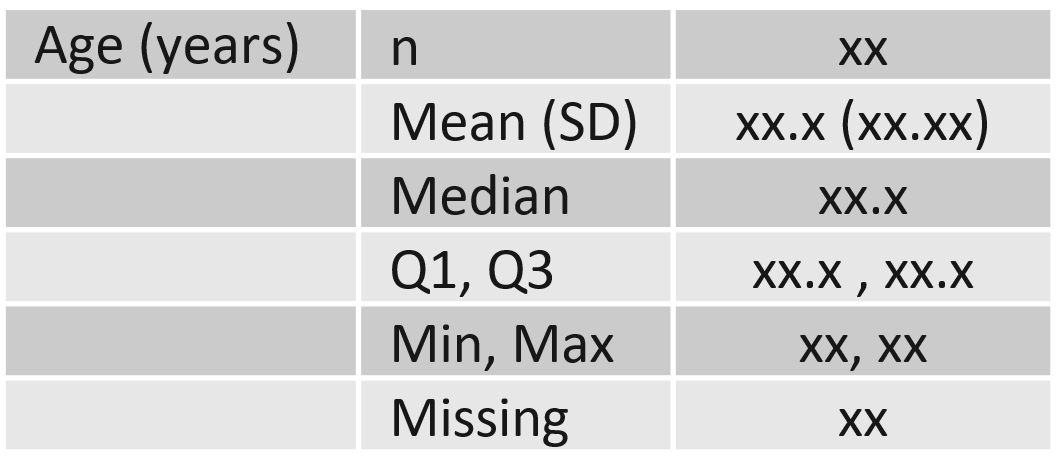 Age (years) n xx
Mean (SD) xx.x (xx.xx)
Median xx.x
Q1, Q3 xx.x , xx.x
Min, Max xx, xx
Missing xx